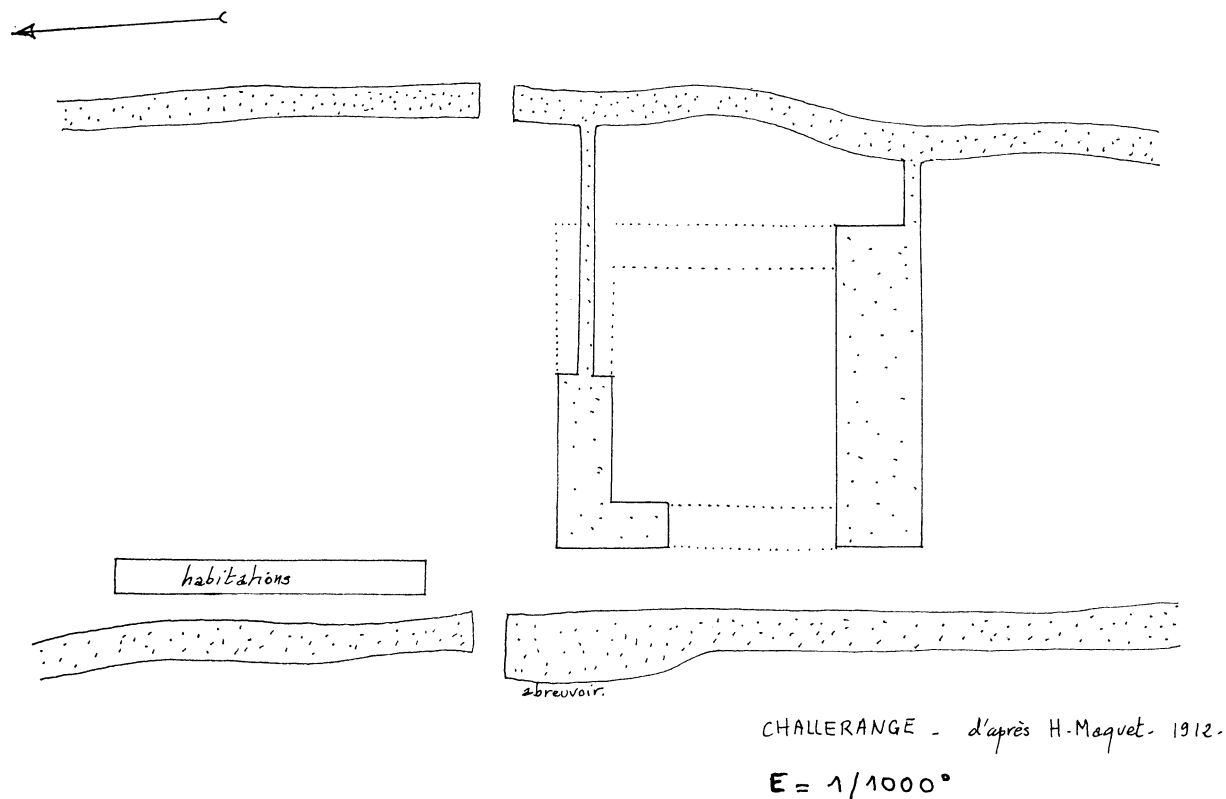 habitations
abreuvoir.
CHALLERANGE - d'après H-Maquet- 1912-
E = 1/1000°